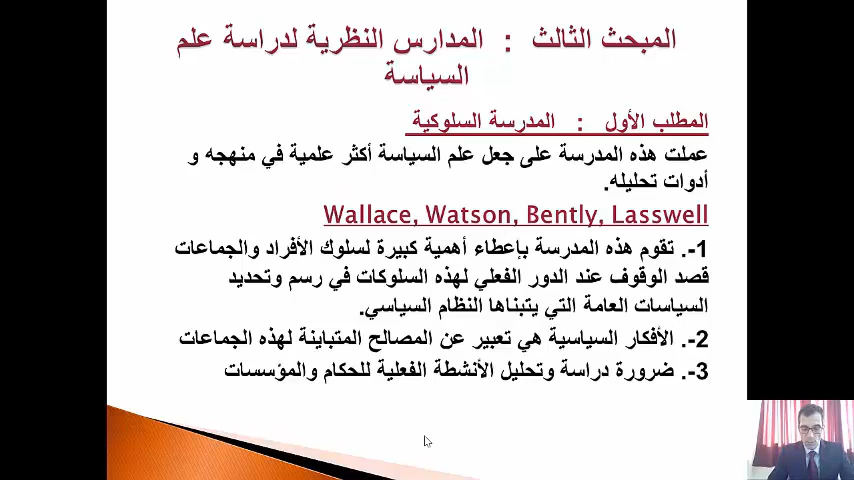 المبحث الثالث : المدارس النظرية لدراسة علم
السياسة
المطلب الأول : المدرسة السلوكية
عملت هذه المدرسة على جعل علم السياسة أكثر علمية في منهجه و
أدوات تحليله.
Wallace, Watson, Bently, Lasswell
1-. تقوم هذه المدرسة بإعطاء أهمية كبيرة لسلوك الأفراد والجماعات
قصد الوقوف عند الدور الفعلي لهذه السلوكات في رسم وتحديد
السياسات العامة التي يتبناها النظام السياسي.
2-. الأفكار السياسية هي تعبير عن المصالح المتباينة لهذه الجماعات
3-. ضرورة دراسة وتحليل الأنشطة الفعلية للحكام والمؤسسات